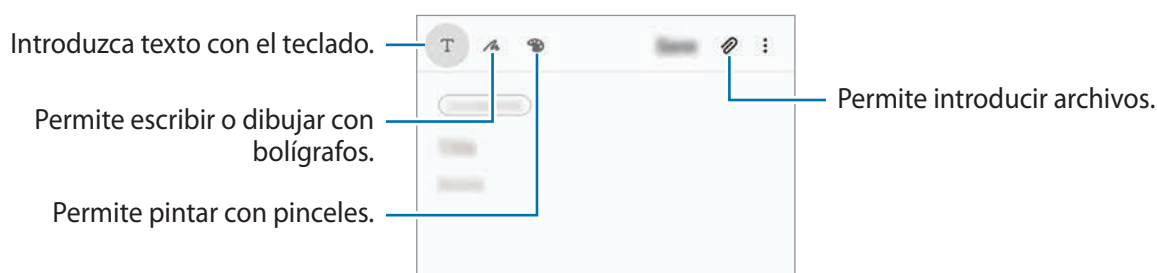 Introduzca texto con el teclado.
T
Permite escribir o dibujar con
bolígrafos.
Permite pintar con pinceles.
Permite introducir archivos.